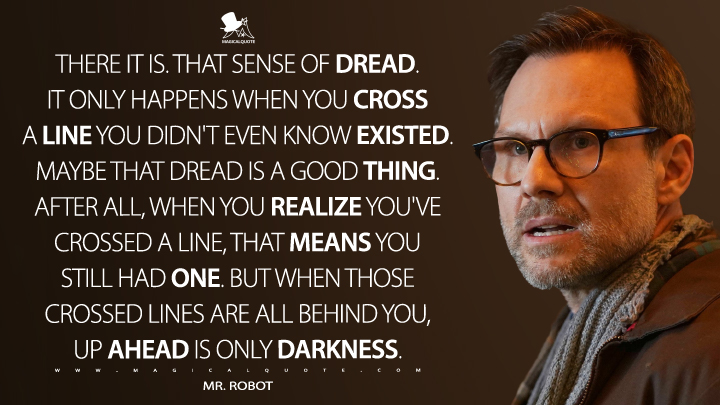 MAGICALQUOTE
THERE IT IS. THAT SENSE OF DREAD.
IT ONLY HAPPENS WHEN YOU CROSS
A LINE YOU DIDN'T EVEN KNOW EXISTED.
MAYBE THAT DREAD IS A GOOD THING.
AFTER ALL, WHEN YOU REALIZE YOU'VE
CROSSED A LINE, THAT MEANS YOU
STILL HAD ONE. BUT WHEN THOSE
CROSSED LINES ARE ALL BEHIND YOU,
UP AHEAD IS ONLY DARKNESS.
WWW.MAGICALQUOTE.COM
MR. ROBOT